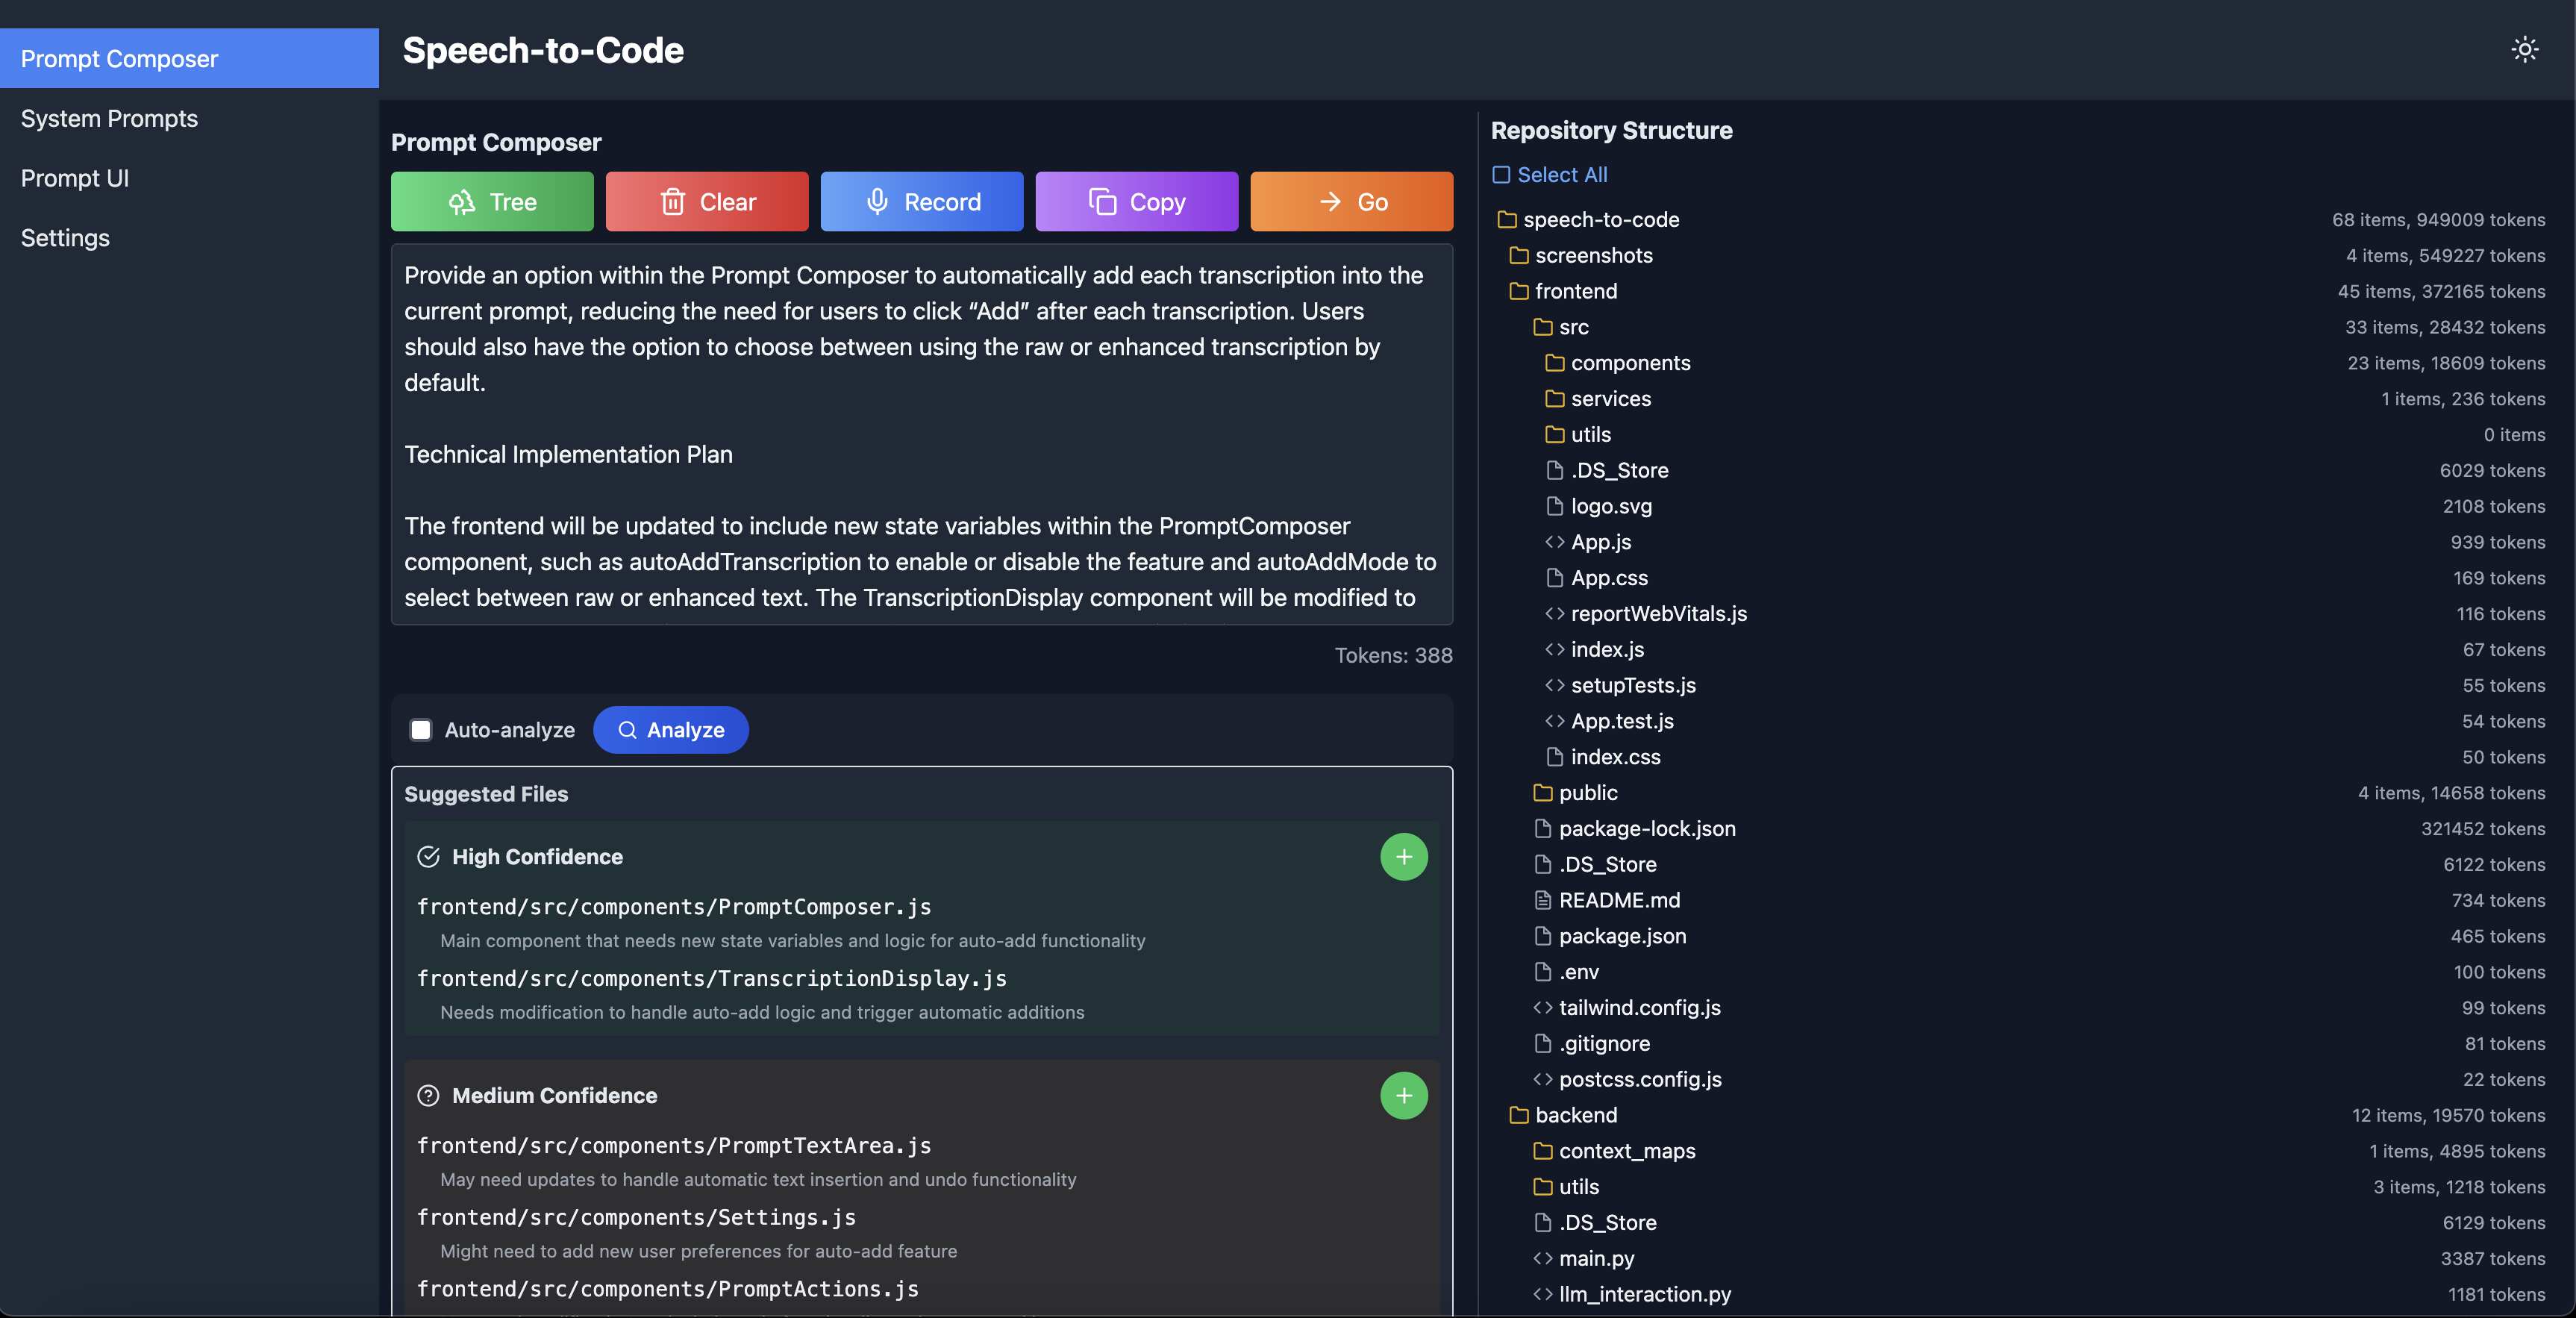 Prompt Composer
System Prompts
Prompt UI
Settings
Speech-to-Code
Prompt Composer
Tree
Clear
Record
Copy
Go
Provide an option within the Prompt Composer to automatically add each transcription into the
current prompt, reducing the need for users to click “Add” after each transcription. Users
should also have the option to choose between using the raw or enhanced transcription by
default.
Technical Implementation Plan
The frontend will be updated to include new state variables within the PromptComposer
component, such as autoAddTranscription to enable or disable the feature and autoAddMode to
select between raw or enhanced text. The TranscriptionDisplay component will be modified to
Tokens: 388
Auto-analyze
Analyze
Suggested Files
High Confidence
frontend/src/components/PromptComposer.js
Main component that needs new state variables and logic for auto-add functionality
frontend/src/components/TranscriptionDisplay.js
Needs modification to handle auto-add logic and trigger automatic additions
Medium Confidence
frontend/src/components/PromptTextArea.js
May need updates to handle automatic text insertion and undo functionality
frontend/src/components/Settings.js
Might need to add new user preferences for auto-add feature
frontend/src/components/PromptActions.js
Repository Structure
Select All
speech-to-code 68 items, 949009 tokens
screenshots 4 items, 549227 tokens
frontend 45 items, 372165 tokens
src 33 items, 28432 tokens
components 23 items, 18609 tokens
services 1 items, 236 tokens
utils 0 items
.DS_Store 6029 tokens
logo.svg 2108 tokens
App.js 939 tokens
App.css 169 tokens
reportWebVitals.js 116 tokens
index.js 67 tokens
setupTests.js 55 tokens
App.test.js 54 tokens
index.css 50 tokens
public 4 items, 14658 tokens
package-lock.json 321452 tokens
.DS_Store 6122 tokens
README.md 734 tokens
package.json 465 tokens
.env 100 tokens
tailwind.config.js 99 tokens
.gitignore 81 tokens
postcss.config.js 22 tokens
backend 12 items, 19570 tokens
context_maps 1 items, 4895 tokens
utils 3 items, 1218 tokens
.DS_Store 6129 tokens
main.py 3387 tokens
llm_interaction.py 1181 tokens